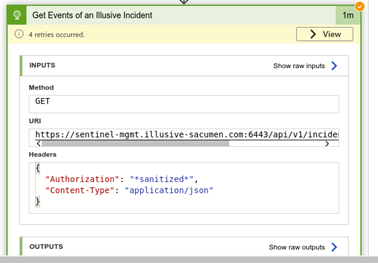 Get Events of an Illusive Incident
1m
4 retries occurred.
View
INPUTS
Show raw inputs
Method
GET
URI
https://sentinel-mgmt.illusive-sacumen.com:6443/api/v1/incide
Headers
{
"Authorization": "*sanitized*",
"Content-Type": "application/json"
}
OUTPUTS
Show raw outputs